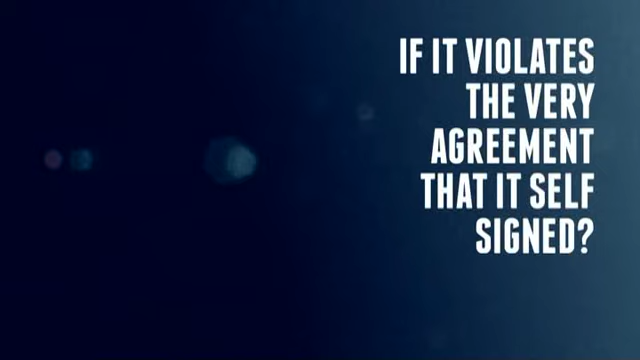 IF IT VIOLATES
THE VERY
AGREEMENT
THAT IT SELF
SIGNED?